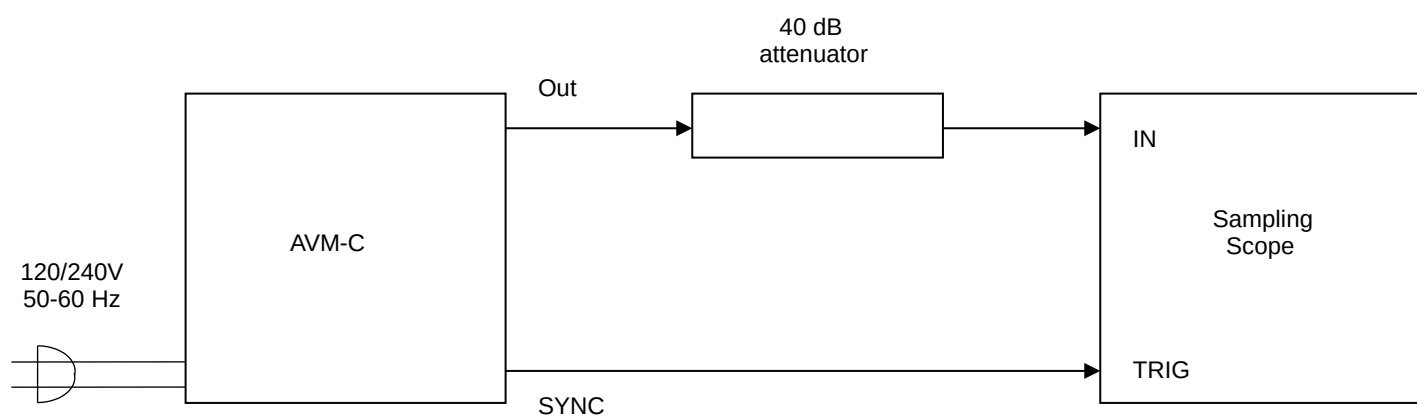 40 dB
attenuator
Out
IN
Sampling
Scope
AVM-C
120/240V
50-60 Hz
TRIG
SYNC